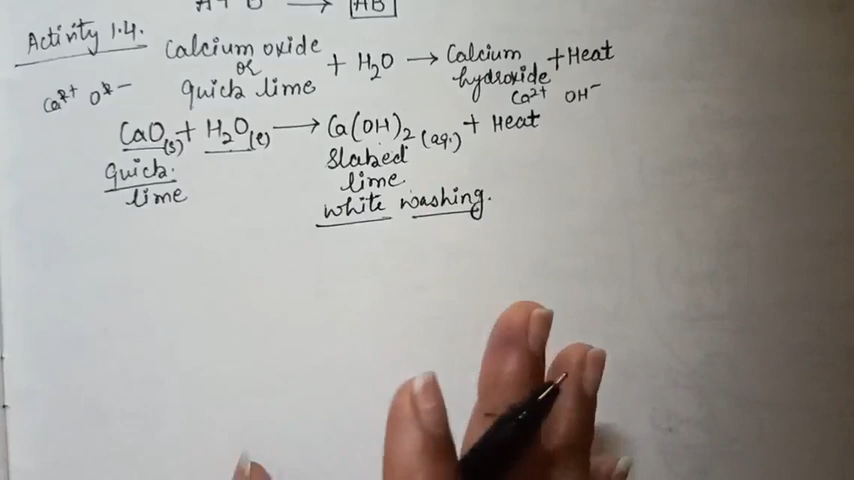 A + B → AB
Activity 1.4.
Calcium oxide or quick lime + H2O → Calcium hydroxide + Heat
Ca2+ O2- Ca2+ OH-
CaO(s) + H2O(l) → Ca(OH)2 (aq.) + Heat
quick. slaked
lime lime.
white washing.